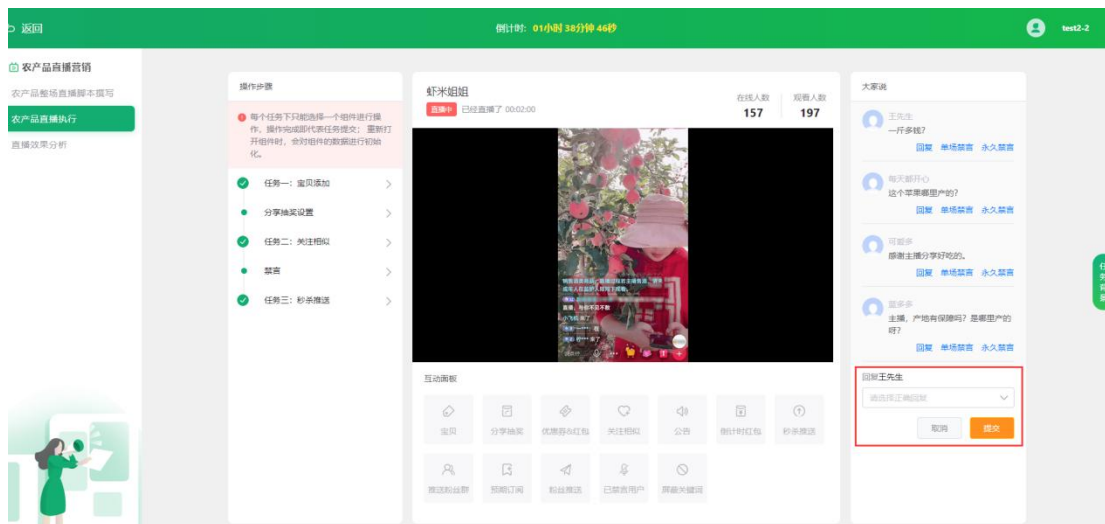 返回
倒计时: 01小时 38分钟 46秒
test2-2
农产品直播营销
农产品整场直播脚本撰写
农产品直播执行
直播效果分析
操作步骤
每个任务下只能选择一个组件进行操
作，操作完成即代表任务提交；重新打
开组件时，会对组件的数据进行初始
化。
任务一：宝贝添加
分享抽奖设置
任务二：关注相似
禁言
任务三：秒杀推送
虾米姐姐
直播中 已经直播了 00:02:00
在线人数 观看人数
157 197
直播，与你不见不散
互动面板
宝贝 分享抽奖 优惠券&红包 关注相似 公告 倒计时红包 秒杀推送
推送粉丝群 预期订阅 粉丝推送 已禁言用户 屏蔽关键词
大家说
王先生
一斤多钱?
回复 单场禁言 永久禁言
每天都开心
这个苹果哪里产的?
回复 单场禁言 永久禁言
可能多
感谢主播分享好吃的。
回复 单场禁言 永久禁言
蓝多多
主播，产地有保障吗？是哪里产的
呀?
回复 单场禁言 永久禁言
回复王先生
请选择正确回复
取消 提交